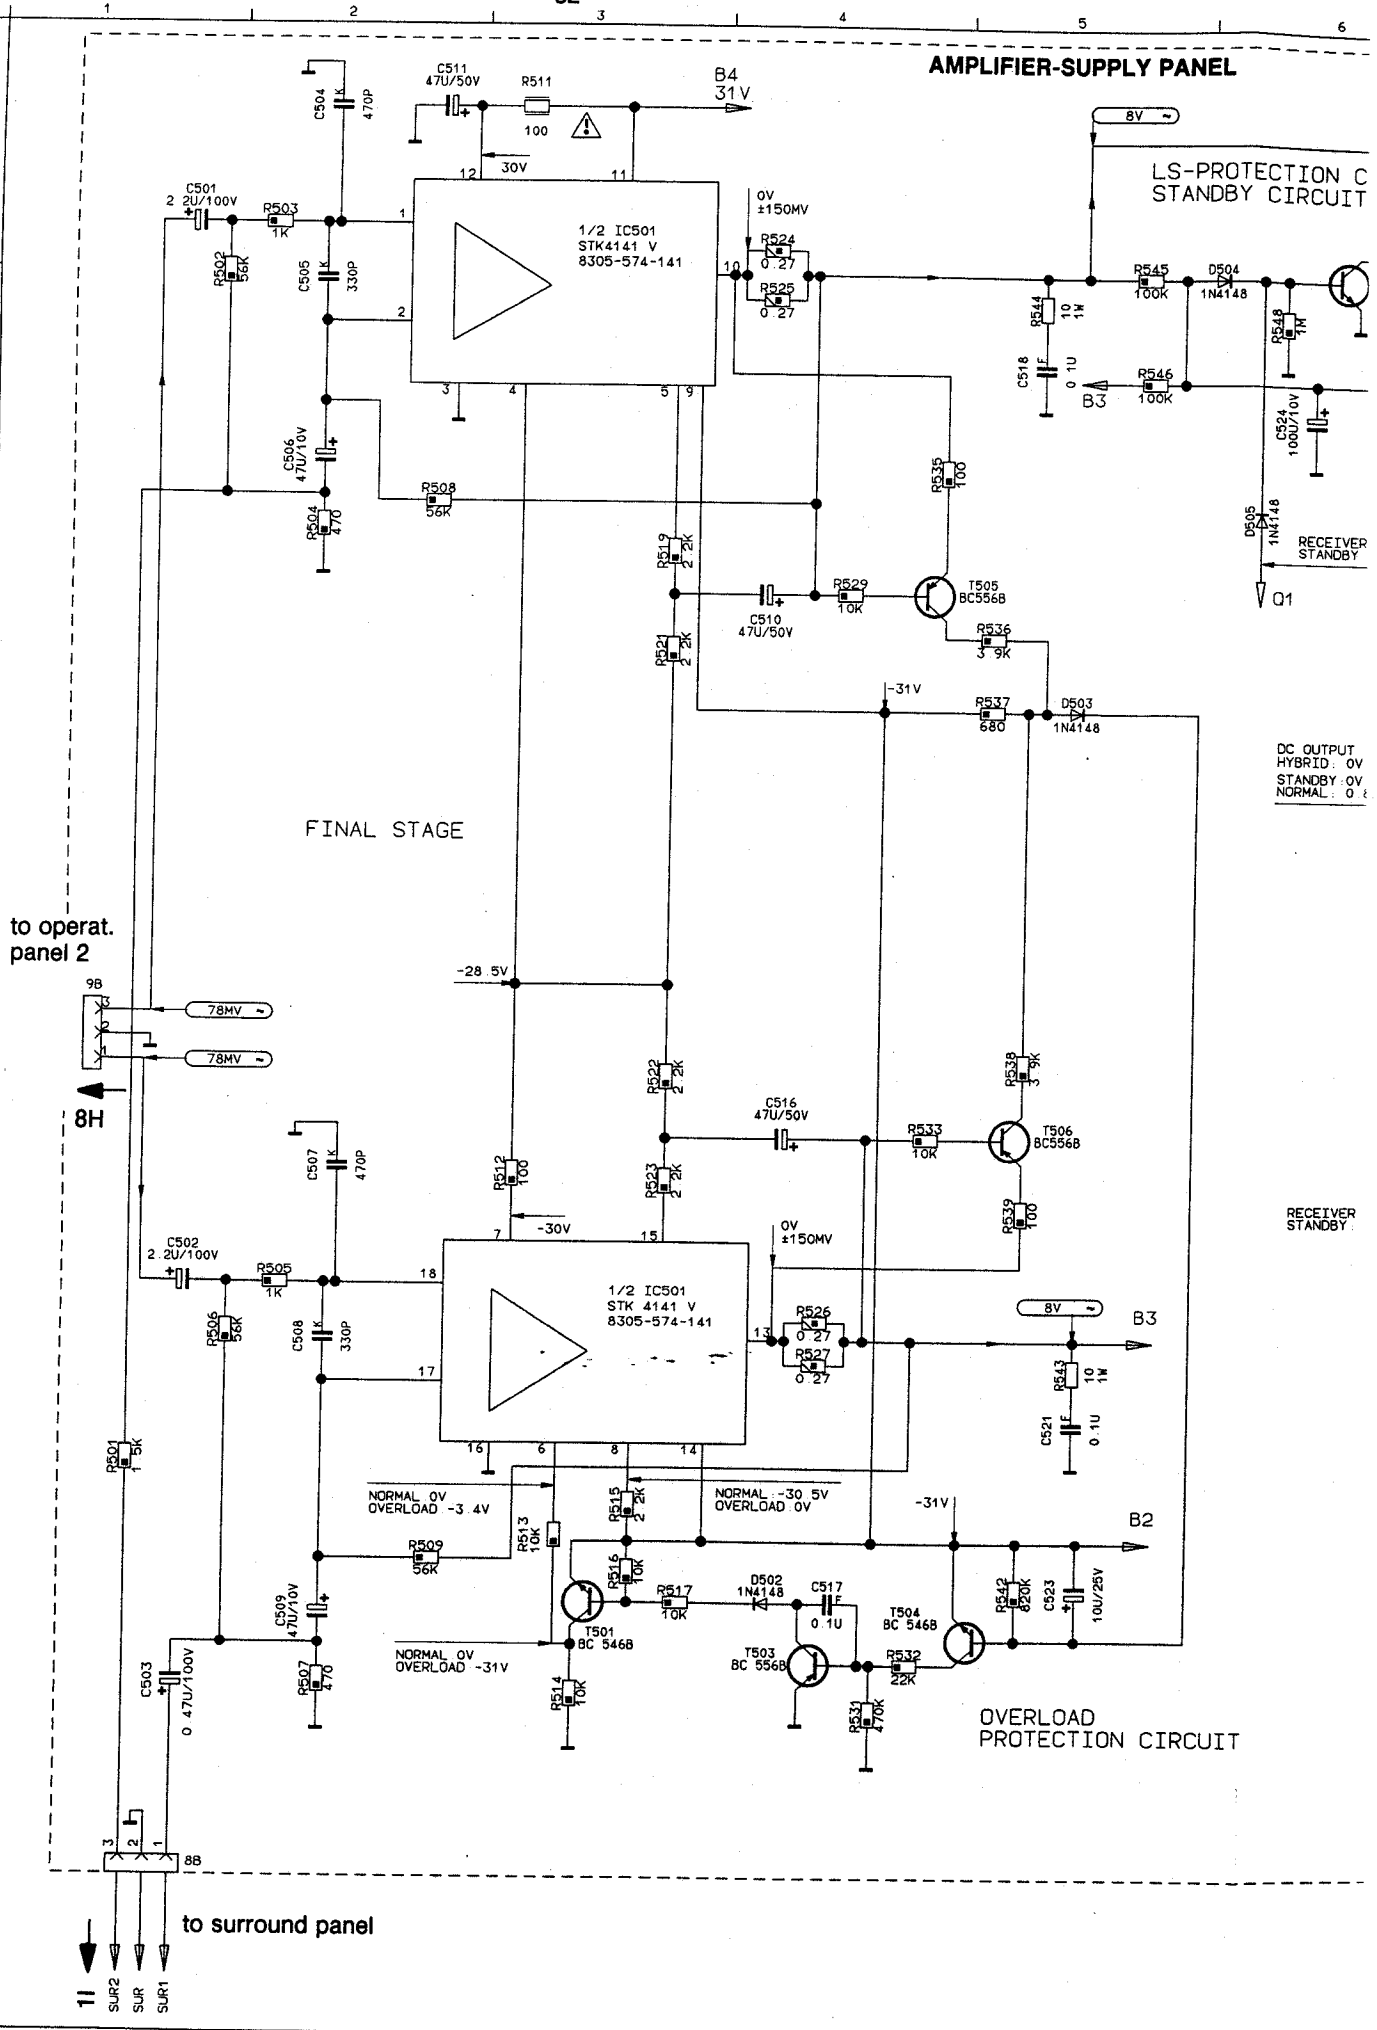 1 2 3 4 5 6
AMPLIFIER-SUPPLY PANEL
C504
470P
K
C511
47U/50V
R511
100
B4
31V
8V ~
LS-PROTECTION C
STANDBY CIRCUIT
30V
12
11
C501
2 2U/100V
R503
1K
1
R502
56K
C505
330P
K
2
1/2 IC501
STK4141 V
8305-574-141
10
0V
±150MV
R524
0.27
R525
0.27
R544
10
1W
R545
100K
D504
1N4148
R548
1M
C518
0 1U
F
B3
R546
100K
C524
100U/10V
3
4
5
9
C506
47U/10V
R508
56K
R504
470
R535
100
D505
1N4148
RECEIVER
STANDBY
Q1
R519
2.2K
R529
10K
T505
BC556B
C510
47U/50V
R521
2.2K
R536
3 9K
-31V
R537
680
D503
1N4148
DC OUTPUT
HYBRID: 0V
STANDBY:0V
NORMAL: 0
FINAL STAGE
to operat.
panel 2
-28.5V
9B
3
78MV ~
2
1
78MV ~
8H
R522
2.2K
R538
3 9K
C516
47U/50V
R533
10K
T506
BC556B
C507
470P
K
R512
100
R523
2.2K
R539
100
RECEIVER
STANDBY:
-30V
7
15
0V
±150MV
C502
2.2U/100V
R505
1K
18
R506
56K
C508
330P
K
17
1/2 IC501
STK 4141 V
8305-574-141
13
R526
0.27
R527
0.27
8V ~
B3
R543
10
1W
C521
0.1U
F
R501
1.5K
16
6
8
14
NORMAL 0V
OVERLOAD -3.4V
NORMAL:-30.5V
OVERLOAD:0V
-31V
B2
R513
10K
R515
2.2K
R509
56K
R516
10K
R517
10K
D502
1N4148
C517
0.1U
F
T504
BC 546B
R542
820K
C523
10U/25V
C509
47U/10V
T501
BC 546B
T503
BC 556B
R532
22K
NORMAL 0V
OVERLOAD -31V
C503
0 47U/100V
R507
470
R514
10K
R531
470K
OVERLOAD
PROTECTION CIRCUIT
3
2
1
8B
to surround panel
1I
SUR2
SUR
SUR1